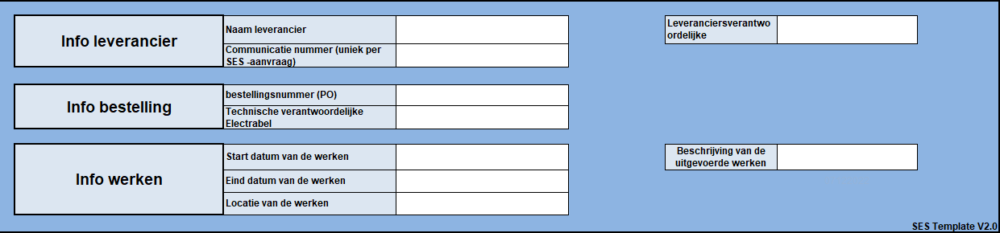 Info leverancier
Naam leverancier
Communicatie nummer (uniek per
SES -aanvraag)
Leveranciersverantwo
ordelijke
Info bestelling
bestellingsnummer (PO)
Technische verantwoordelijke
Electrabel
Info werken
Start datum van de werken
Eind datum van de werken
Locatie van de werken
Beschrijving van de
uitgevoerde werken
SES Template V2.0